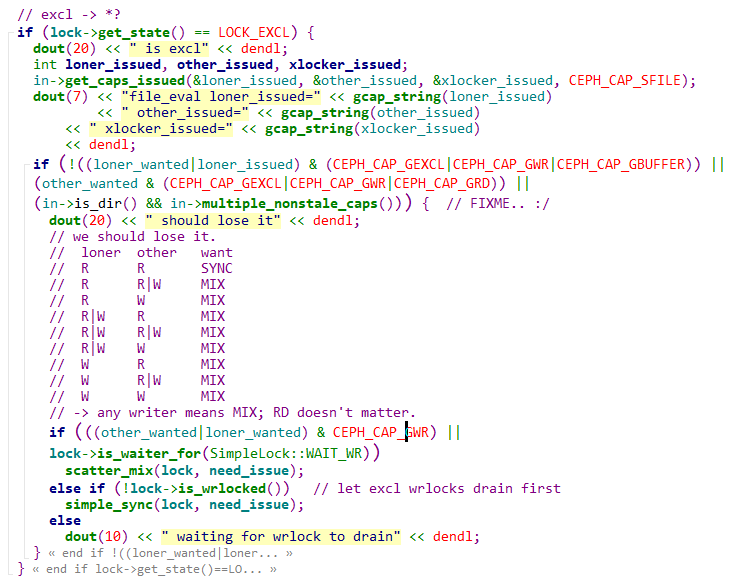 // excl -> *?
if (lock->get_state() == LOCK_EXCL) {
dout(20) << " is excl" << dendl;
int loner_issued, other_issued, xlocker_issued;
in->get_caps_issued(&loner_issued, &other_issued, &xlocker_issued, CEPH_CAP_SFILE);
dout(7) << "file_eval loner_issued=" << gcap_string(loner_issued)
<< " other_issued=" << gcap_string(other_issued)
<< " xlocker_issued=" << gcap_string(xlocker_issued)
<< dendl;
if (!((loner_wanted|loner_issued) & (CEPH_CAP_GEXCL|CEPH_CAP_GWR|CEPH_CAP_GBUFFER)) ||
(other_wanted & (CEPH_CAP_GEXCL|CEPH_CAP_GWR|CEPH_CAP_GRD)) ||
(in->is_dir() && in->multiple_nonstale_caps())) { // FIXME.. :/
dout(20) << " should lose it" << dendl;
// we should lose it.
// loner other want
// R R SYNC
// R R|W MIX
// R W MIX
// R|W R MIX
// R|W R|W MIX
// R|W W MIX
// W R MIX
// W R|W MIX
// W W MIX
// -> any writer means MIX; RD doesn't matter.
if (((other_wanted|loner_wanted) & CEPH_CAP_GWR) ||
lock->is_waiter_for(SimpleLock::WAIT_WR))
scatter_mix(lock, need_issue);
else if (!lock->is_wrlocked()) // let excl wrlocks drain first
simple_sync(lock, need_issue);
else
dout(10) << " waiting for wrlock to drain" << dendl;
} « end if !((loner_wanted|loner... »
} « end if lock->get_state()==LO... »